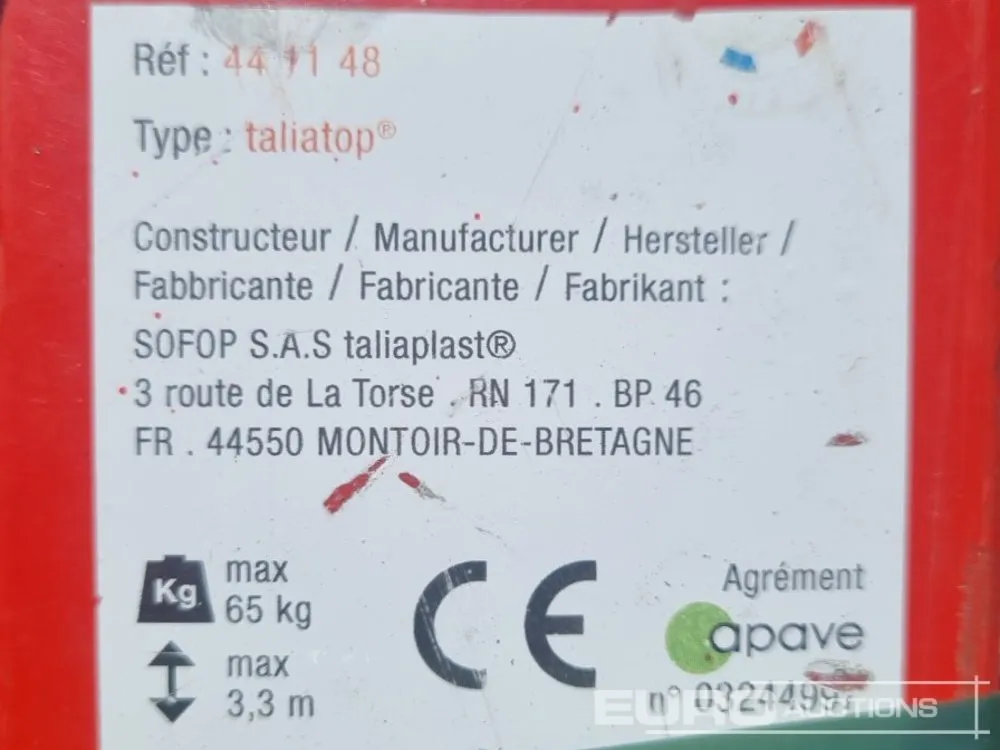 Réf : 44 11 48
Type : taliatop®
Constructeur / Manufacturer / Hersteller /
Fabbricante / Fabricante / Fabrikant :
SOFOP S.A.S taliaplast®
3 route de La Torse . RN 171 . BP 46
FR . 44550 MONTOIR-DE-BRETAGNE
Kg max
65 kg
max
3,3 m
CE
Agrément
apave
n°
EURO AUCTIONS